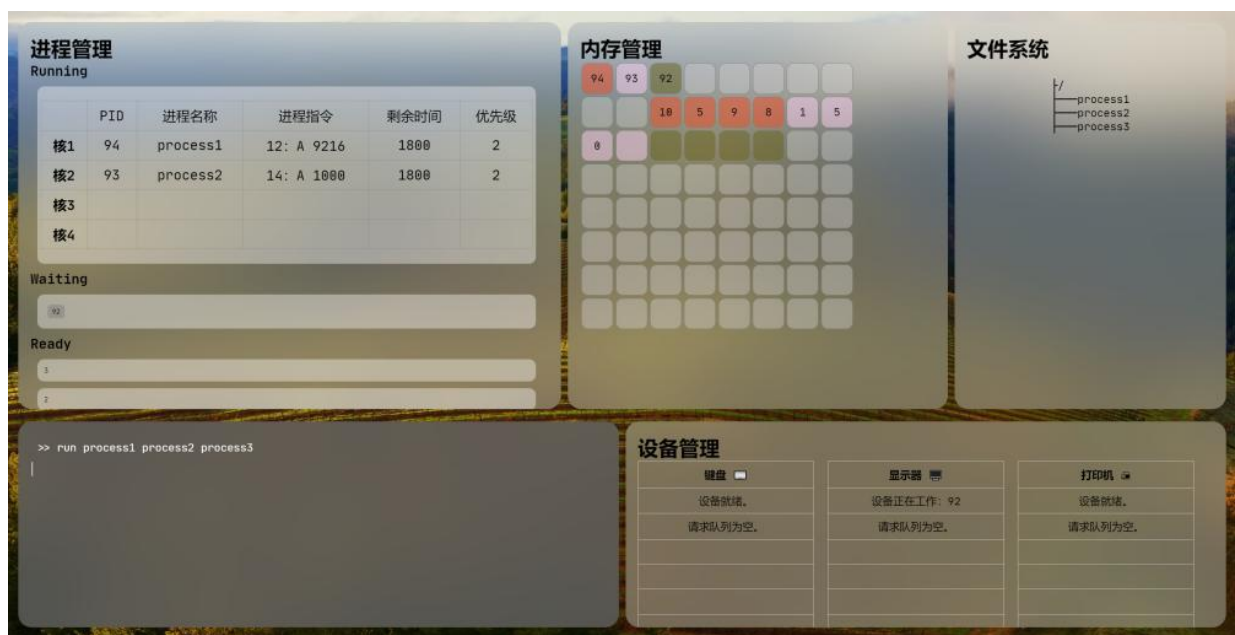 进程管理
Running
PID 进程名称 进程指令 剩余时间 优先级
核1 94 process1 12: A 9216 1800 2
核2 93 process2 14: A 1000 1800 2
核3
核4
Waiting
92
Ready
3
2
内存管理
94 93 92
10 5 9 8 1 5
0
文件系统
/
process1
process2
process3
>> run process1 process2 process3
设备管理
键盘 显示器 打印机
设备就绪。 设备正在工作: 92 设备就绪。
请求队列为空。 请求队列为空。 请求队列为空。